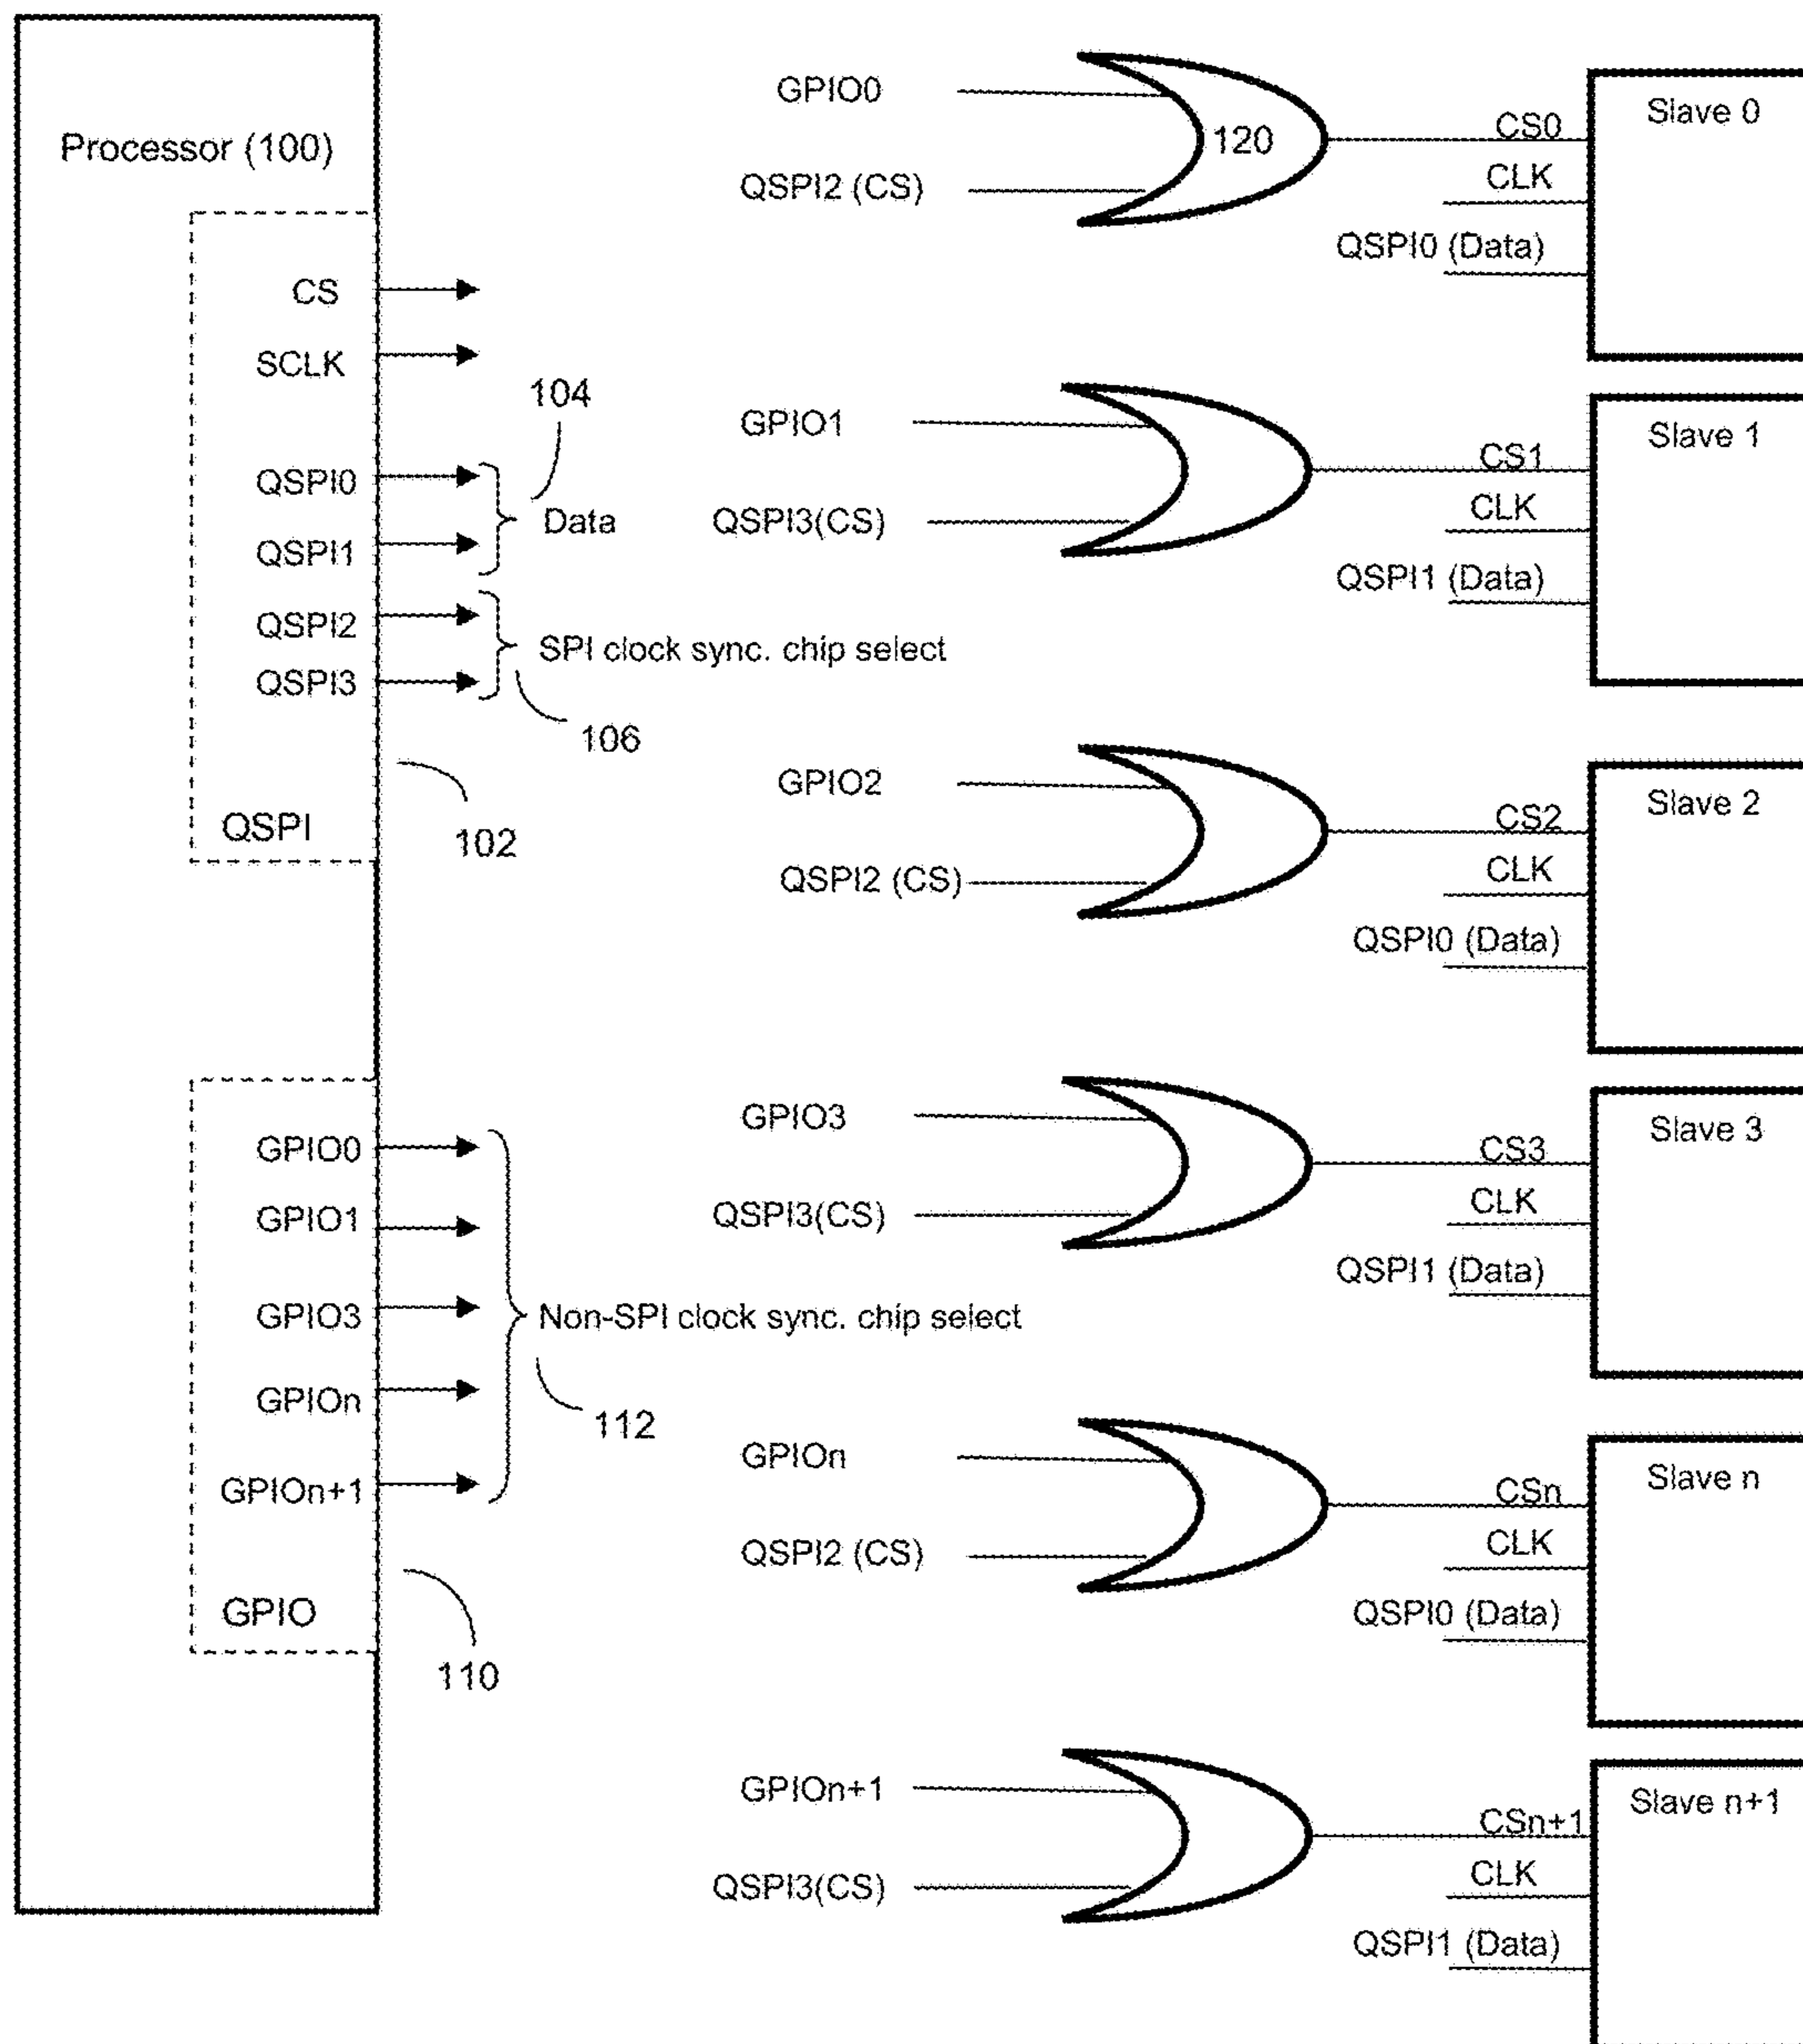 Processor (100)
CS
SCLK
QSPI0
QSPI1
QSPI2
QSPI3
QSPI
104
Data
SPI clock sync. chip select
106
102
GPIO0
GPIO1
GPIO3
GPIOn
GPIOn+1
GPIO
Non-SPI clock sync. chip select
112
110
GPIO0
QSPI2 (CS)
120
CS0
CLK
QSPI0 (Data)
Slave 0
GPIO1
QSPI3(CS)
CS1
CLK
QSPI1 (Data)
Slave 1
GPIO2
QSPI2 (CS)
CS2
CLK
QSPI0 (Data)
Slave 2
GPIO3
QSPI3(CS)
CS3
CLK
QSPI1 (Data)
Slave 3
GPIOn
QSPI2 (CS)
CSn
CLK
QSPI0 (Data)
Slave n
GPIOn+1
QSPI3(CS)
CSn+1
CLK
QSPI1 (Data)
Slave n+1